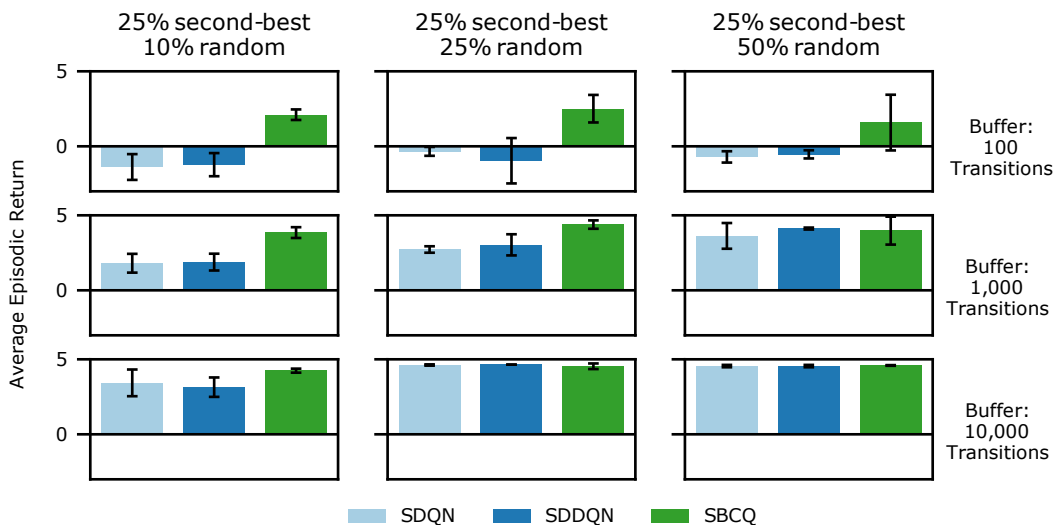 25% second-best
10% random
25% second-best
25% random
25% second-best
50% random
Average Episodic Return
5
0
Buffer:
100
Transitions
5
0
Buffer:
1,000
Transitions
5
0
Buffer:
10,000
Transitions
SDQN
SDDQN
SBCQ